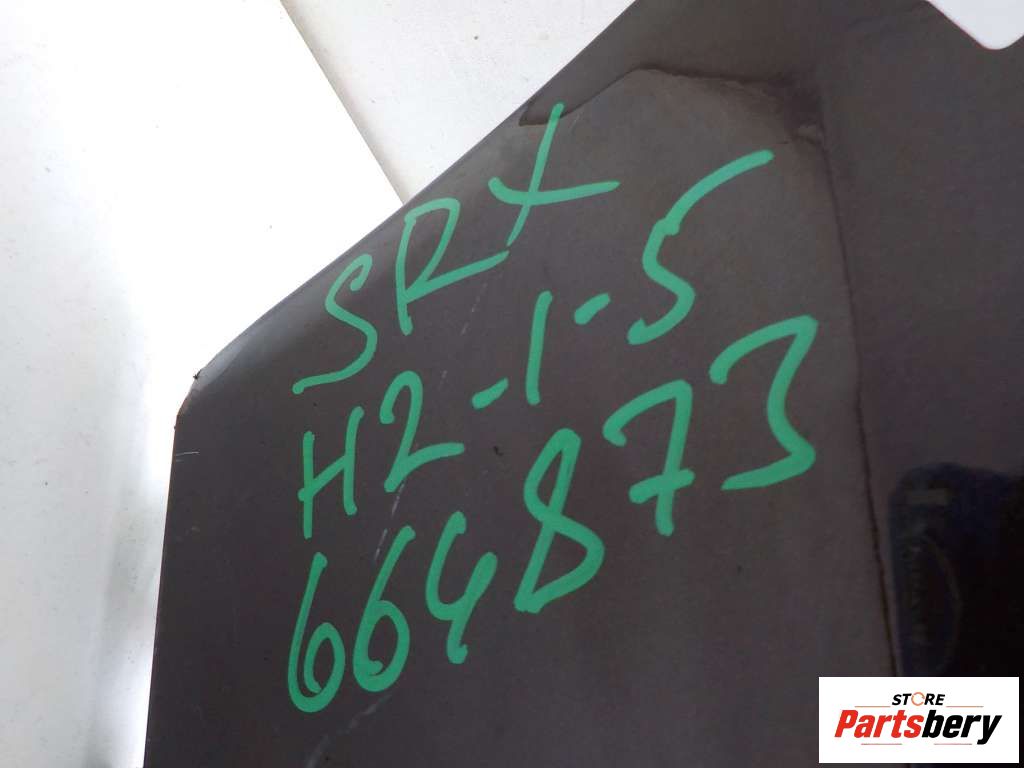 SRX
H2-1-5
664873
STORE
Partsbery